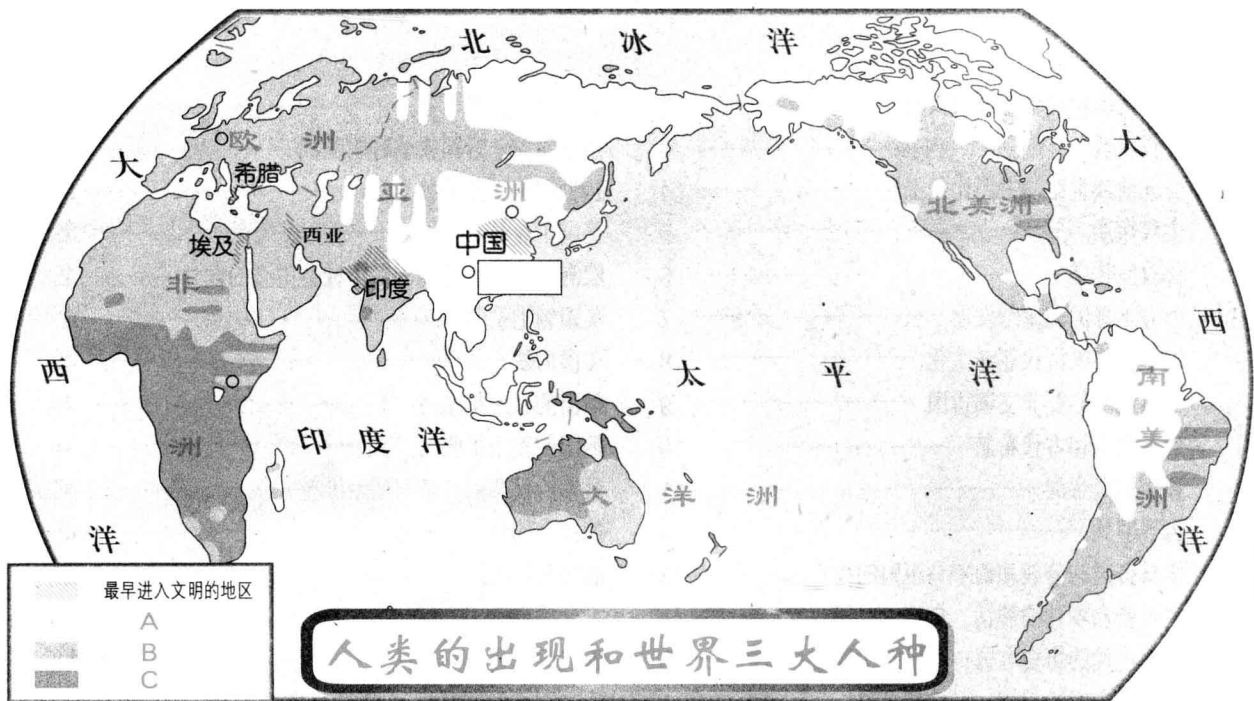 北 冰 洋
大
大
欧 洲
希腊
亚 洲
北美洲
西亚
中国
埃及
印度
非
西
西
太 平 洋
南
印 度 洋
美
洲
大 洋 洲
洲
洋
洋
最早进入文明的地区
A
B
C
人类的出现和世界三大人种